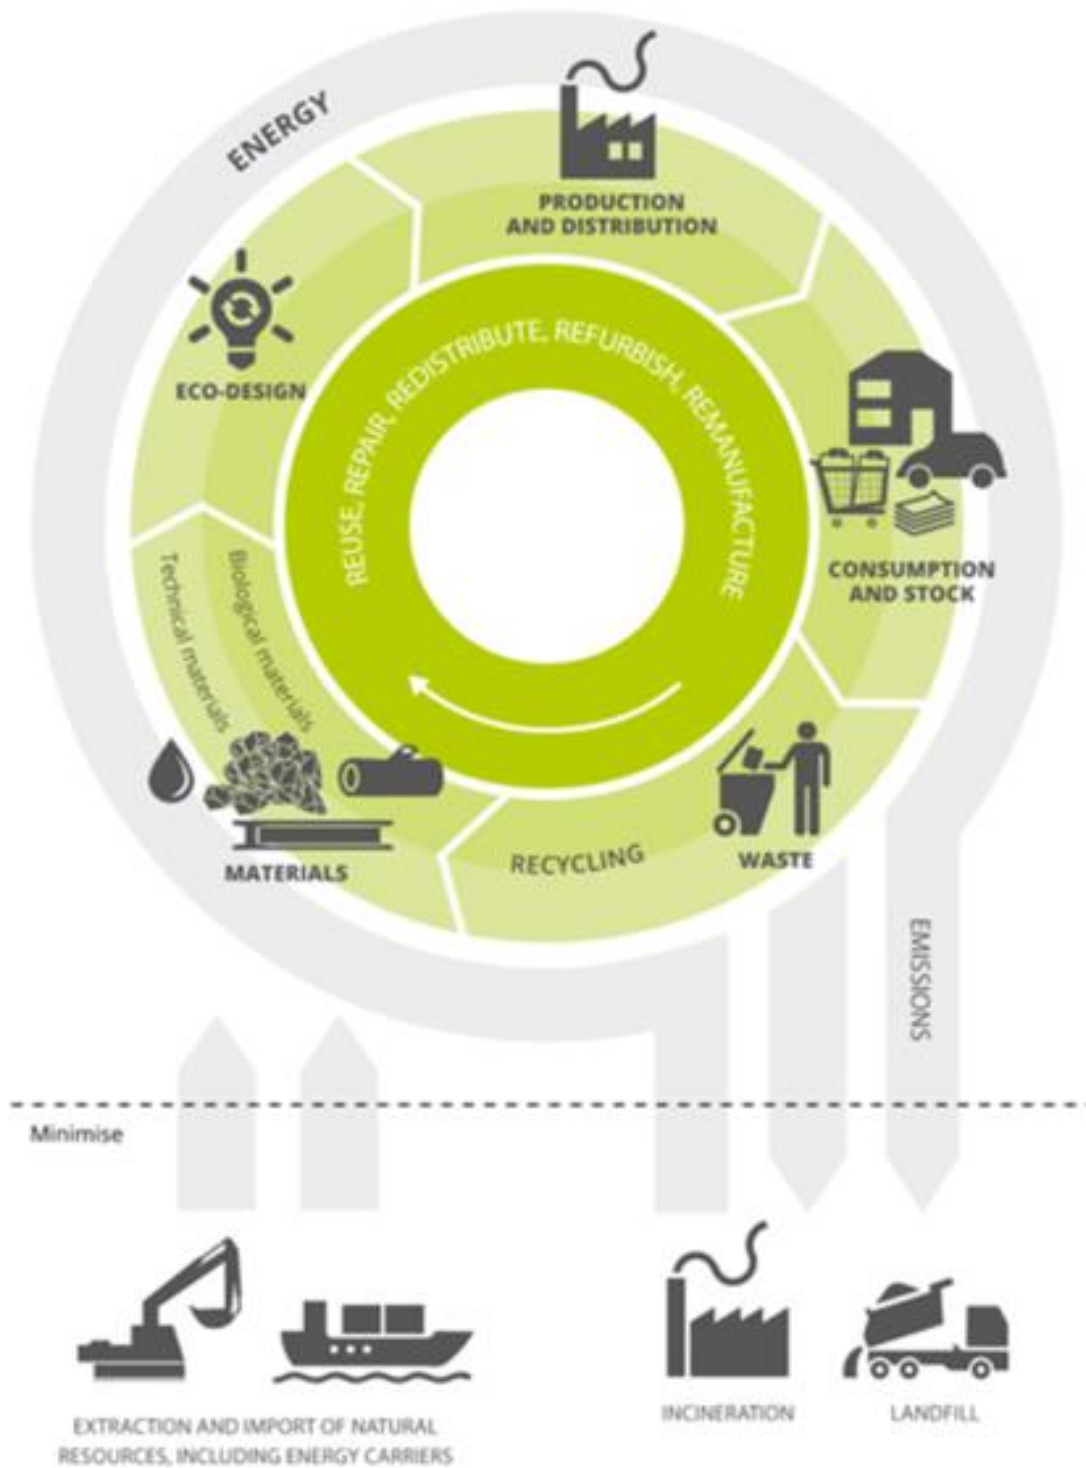 ENERGY
PRODUCTION
AND DISTRIBUTION
ECO-DESIGN
REUSE, REPAIR, REDISTRIBUTE, REFURBISH, REMANUFACTURE
CONSUMPTION
AND STOCK
Technical materials
Biological materials
MATERIALS
RECYCLING
WASTE
EMISSIONS
Minimise
EXTRACTION AND IMPORT OF NATURAL
RESOURCES, INCLUDING ENERGY CARRIERS
INCINERATION
LANDFILL